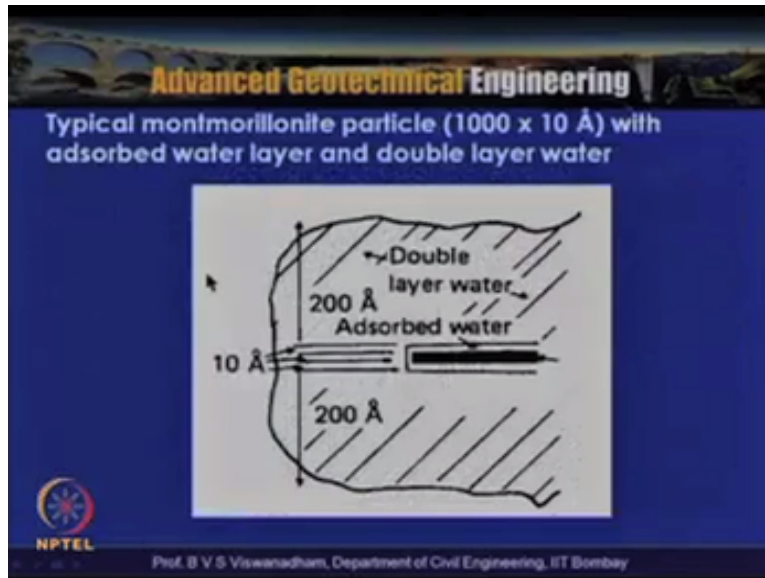 Advanced Geotechnical Engineering
Typical montmorillonite particle (1000 x 10 Å) with
adsorbed water layer and double layer water
Double
layer water
200 Å
Adsorbed water
10 Å
200 Å
NPTEL
Prof. B V S Viswanadham, Department of Civil Engineering, IIT Bombay